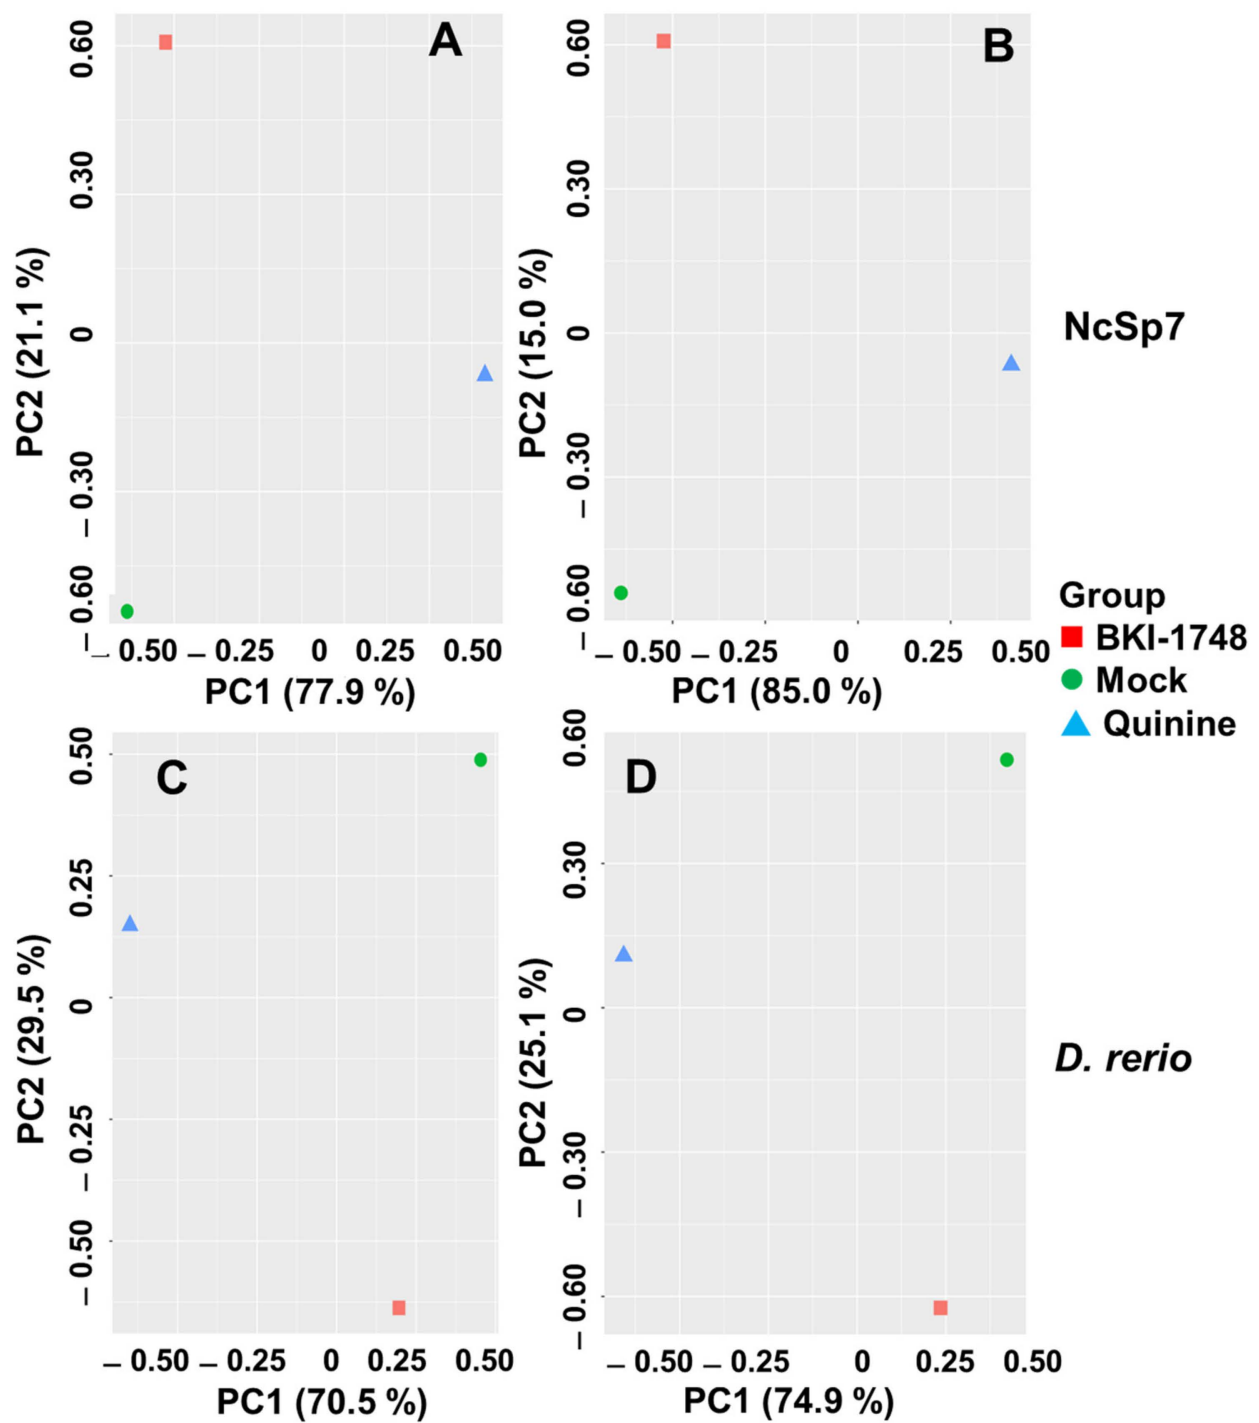 A
0.60
0.30
0
– 0.30
– 0.60
PC2 (21.1 %)
– 0.50
– 0.25
0
0.25
0.50
PC1 (77.9 %)
B
0.60
0.30
0
– 0.30
– 0.60
PC2 (15.0 %)
– 0.50
– 0.25
0
0.25
0.50
PC1 (85.0 %)
NcSp7
Group
BKI-1748
Mock
Quinine
C
0.50
0.25
0
– 0.25
– 0.50
PC2 (29.5 %)
– 0.50
– 0.25
0
0.25
0.50
PC1 (70.5 %)
D
0.60
0.30
0
– 0.30
– 0.60
PC2 (25.1 %)
– 0.50
– 0.25
0
0.25
0.50
PC1 (74.9 %)
D. rerio